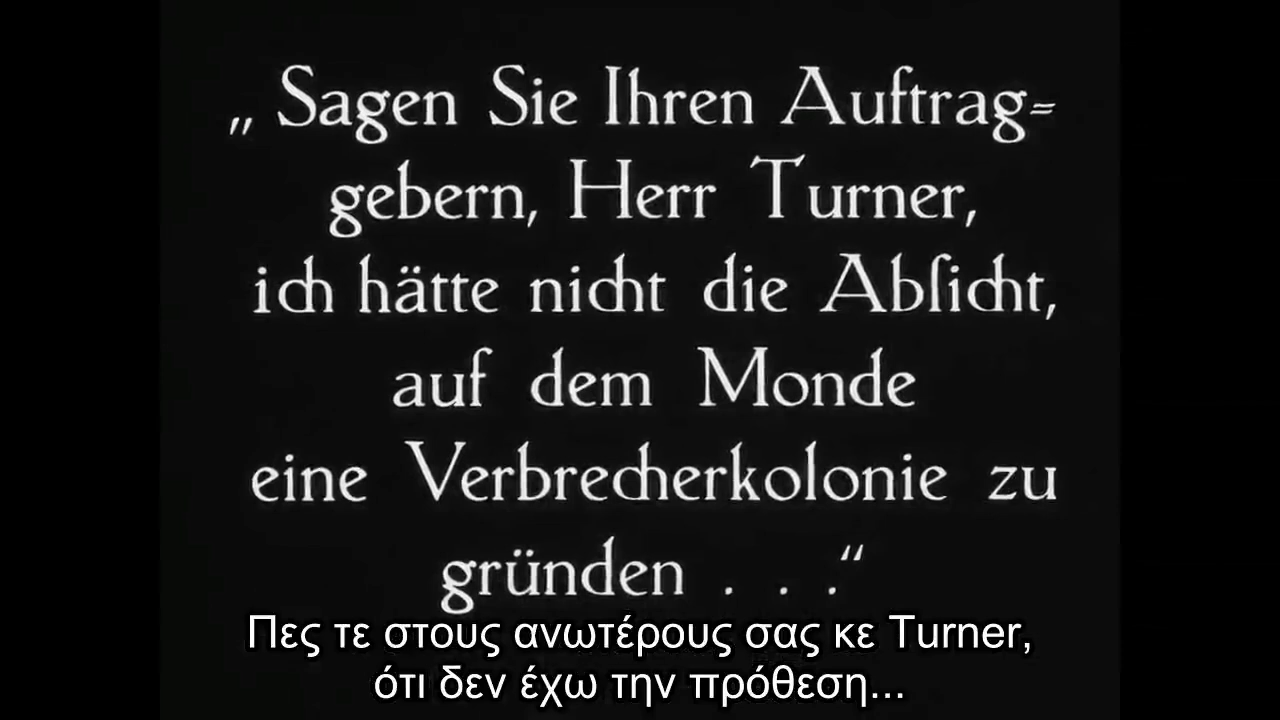 „Sagen Sie Ihren Auftrag=
gebern, Herr Turner,
ich hätte nicht die Abſicht,
auf dem Monde
eine Verbrecherkolonie zu
gründen . . .“
Πες τε στους ανωτέρους σας κε Turner,
ότι δεν έχω την πρόθεση...